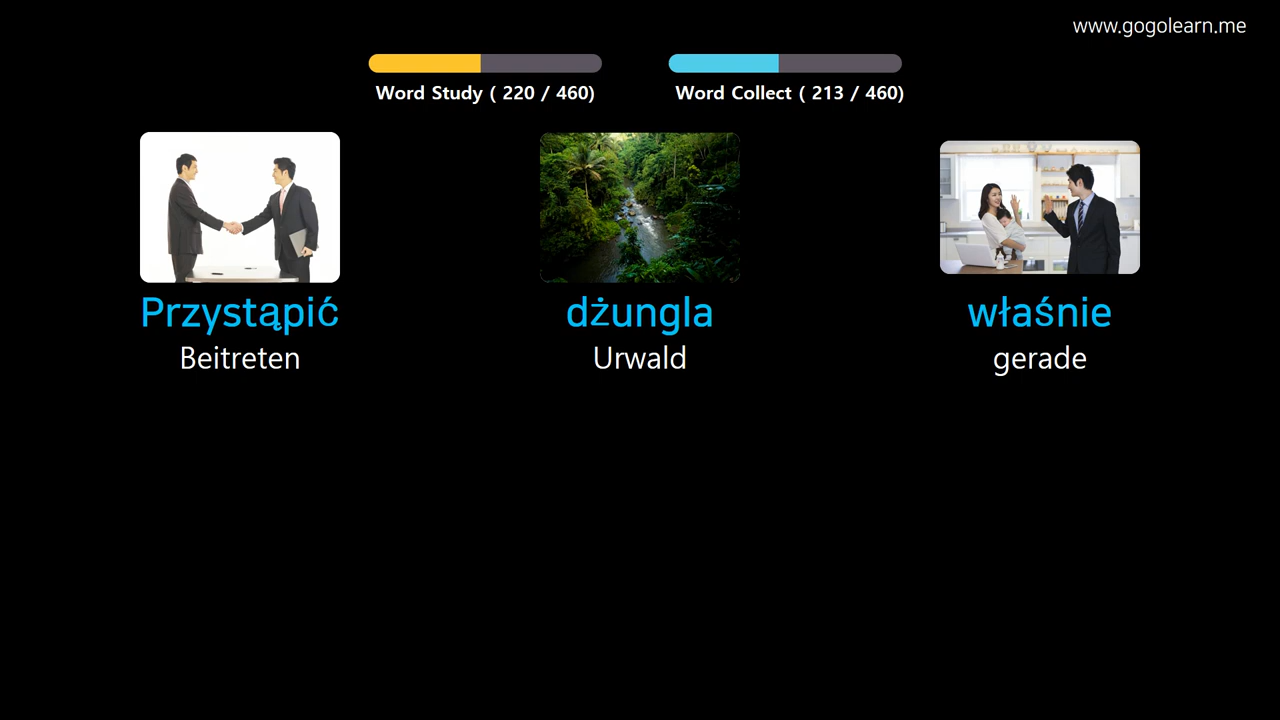 www.gogolearn.me
Word Study ( 220 / 460)
Word Collect ( 213 / 460)
Przystąpić
Beitreten
dżungla
Urwald
właśnie
gerade